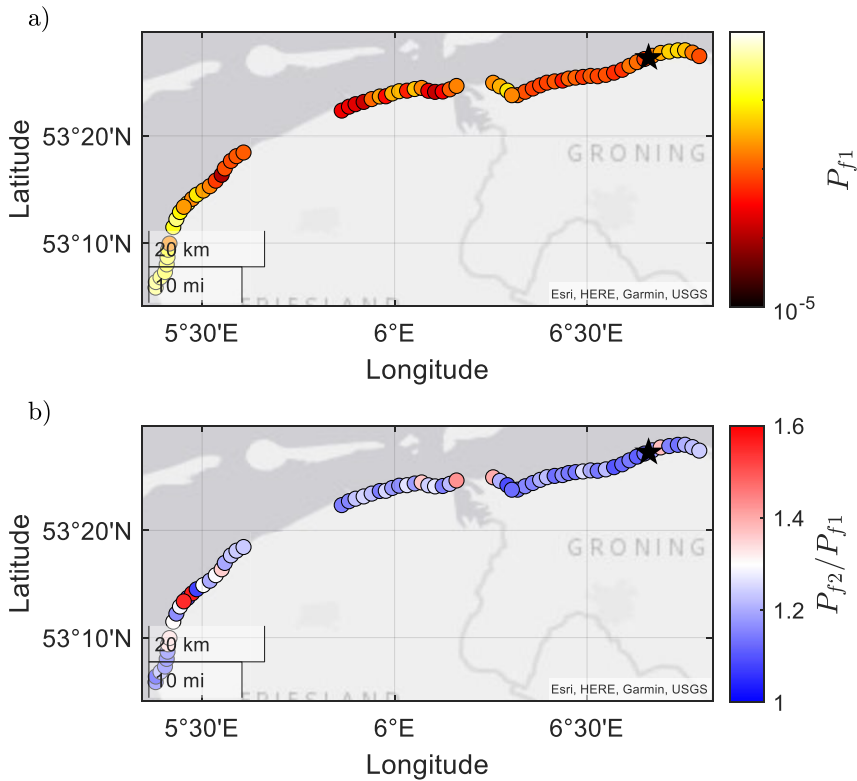 a)
Latitude
53°20'N
53°10'N
GRONING
20 km
10 mi
FRIESLAND
Esri, HERE, Garmin, USGS
5°30'E
6°E
6°30'E
Longitude
P_{f1}
10^{-5}
b)
Latitude
53°20'N
53°10'N
GRONING
20 km
10 mi
FRIESLAND
Esri, HERE, Garmin, USGS
5°30'E
6°E
6°30'E
Longitude
1.6
1.4
1.2
1
P_{f2}/P_{f1}